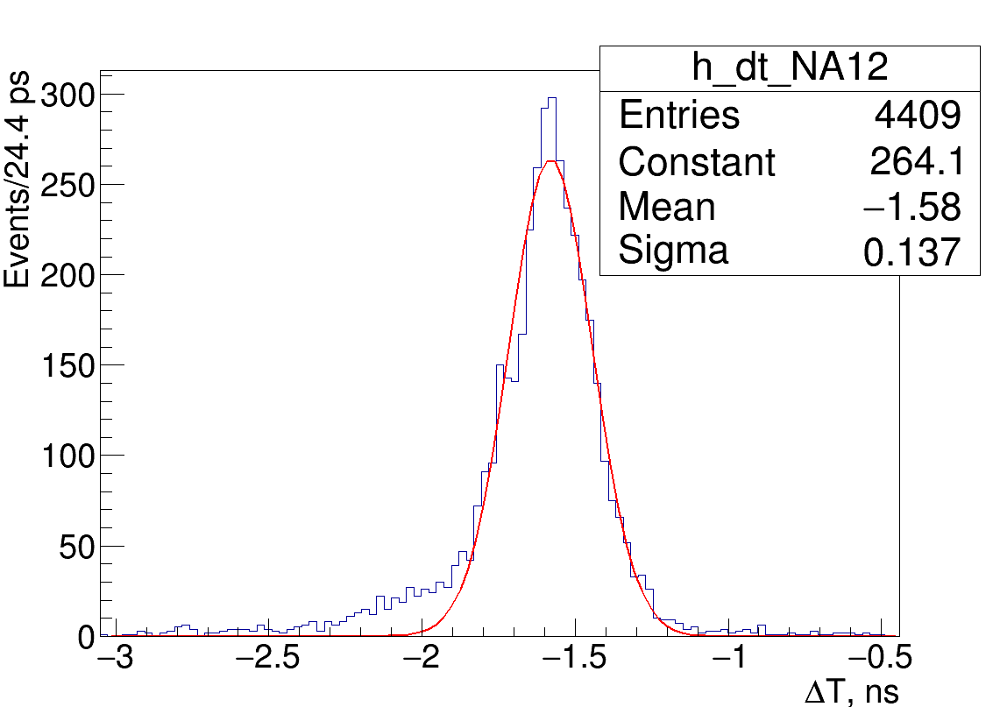 h_dt_NA12
Entries 4409
Constant 264.1
Mean −1.58
Sigma 0.137
Events/24.4 ps
300
250
200
150
100
50
0
−3 −2.5 −2 −1.5 −1 −0.5
ΔT, ns